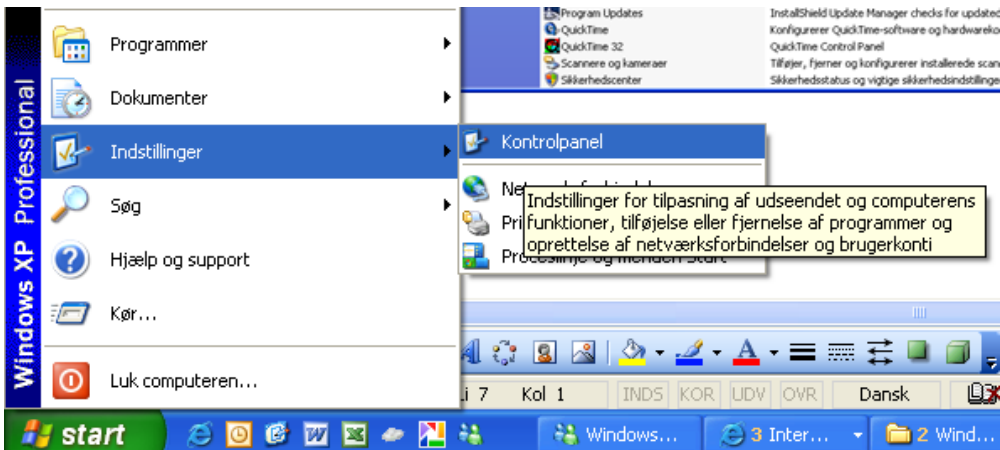 Program Updates InstallShield Update Manager checks for updated
QuickTime Konfigurerer QuickTime-software og hardwareko
QuickTime 32 QuickTime Control Panel
Scannere og kameraer Tilføjer, fjerner og konfigurerer installerede scan
Sikkerhedscenter Sikkerhedsstatus og vigtige sikkerhedsindstillinge
Windows XP Professional
Programmer
Dokumenter
Indstillinger
Søg
Hjælp og support
Kør...
Luk computeren...
Kontrolpanel
Indstillinger for tilpasning af udseendet og computerens
funktioner, tilføjelse eller fjernelse af programmer og
oprettelse af netværksforbindelser og brugerkonti
Li 7 Kol 1 INDS KOR UDV OVR Dansk
start Windows... 3 Inter... 2 Wind...